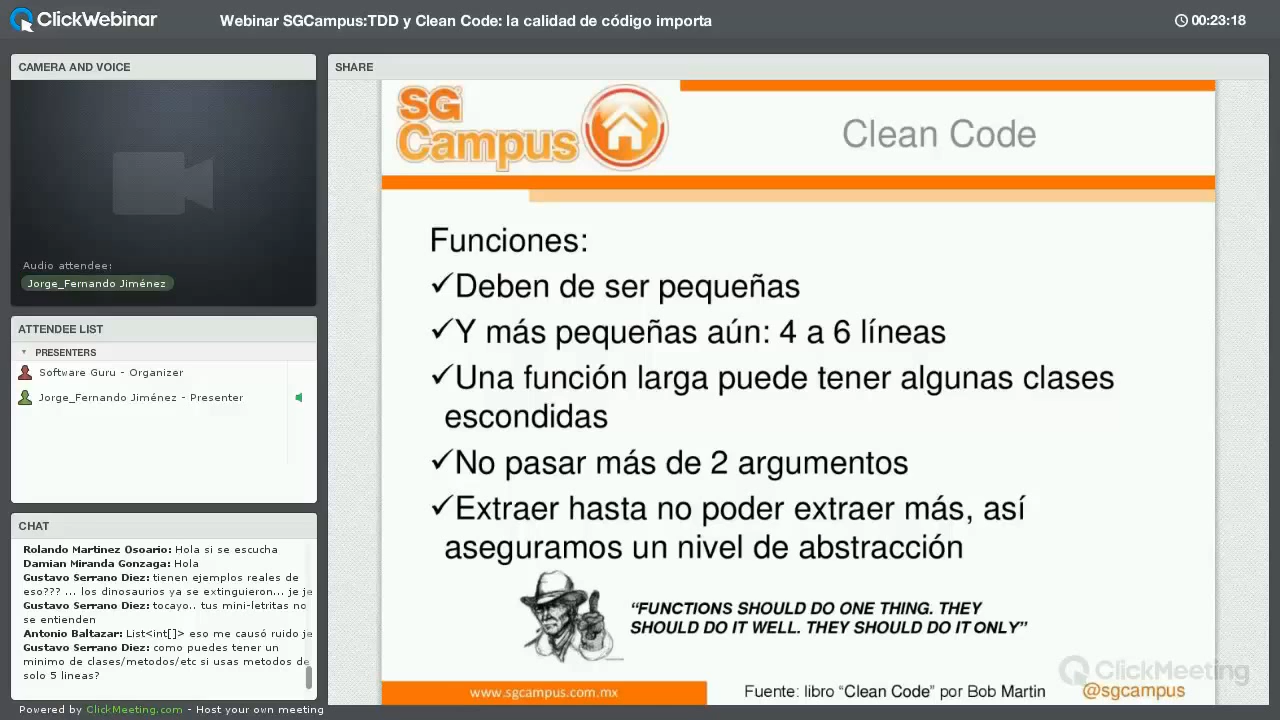 ClickWebinar
Webinar SGCampus:TDD y Clean Code: la calidad de código importa
00:23:18
CAMERA AND VOICE
Audio attendee:
Jorge_Fernando Jiménez
ATTENDEE LIST
PRESENTERS
Software Guru - Organizer
Jorge_Fernando Jiménez - Presenter
CHAT
Rolando Martinez Osoario: Hola si se escucha
Damian Miranda Gonzaga: Hola
Gustavo Serrano Diez: tienen ejemplos reales de
eso??? ... los dinosaurios ya se extinguieron... je je
Gustavo Serrano Diez: tocayo.. tus mini-letritas no
se entienden
Antonio Baltazar: List<int[]> eso me causó ruido je
Gustavo Serrano Diez: como puedes tener un
minimo de clases/metodos/etc si usas metodos de
solo 5 lineas?
Powered by ClickMeeting.com - Host your own meeting
SHARE
SG
Campus
Clean Code
Funciones:
✓Deben de ser pequeñas
✓Y más pequeñas aún: 4 a 6 líneas
✓Una función larga puede tener algunas clases
escondidas
✓No pasar más de 2 argumentos
✓Extraer hasta no poder extraer más, así
aseguramos un nivel de abstracción
“FUNCTIONS SHOULD DO ONE THING. THEY
SHOULD DO IT WELL. THEY SHOULD DO IT ONLY”
www.sgcampus.com.mx
Fuente: libro “Clean Code” por Bob Martin
ClickMeeting
@sgcampus